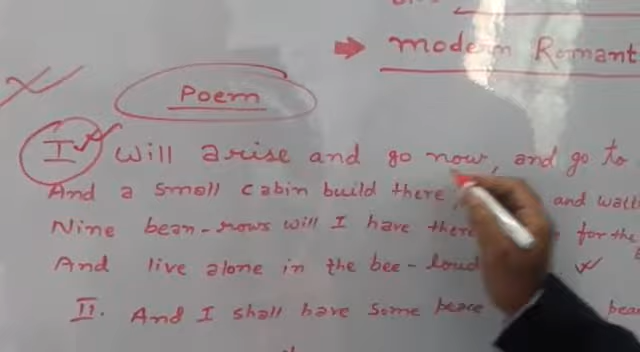 modern Romant
Poem
I will arise and go now, and go to
And a small cabin build there, and wattl
Nine bean-rows will I have there for the
And live alone in the bee-loud
II. And I shall have some peace bea